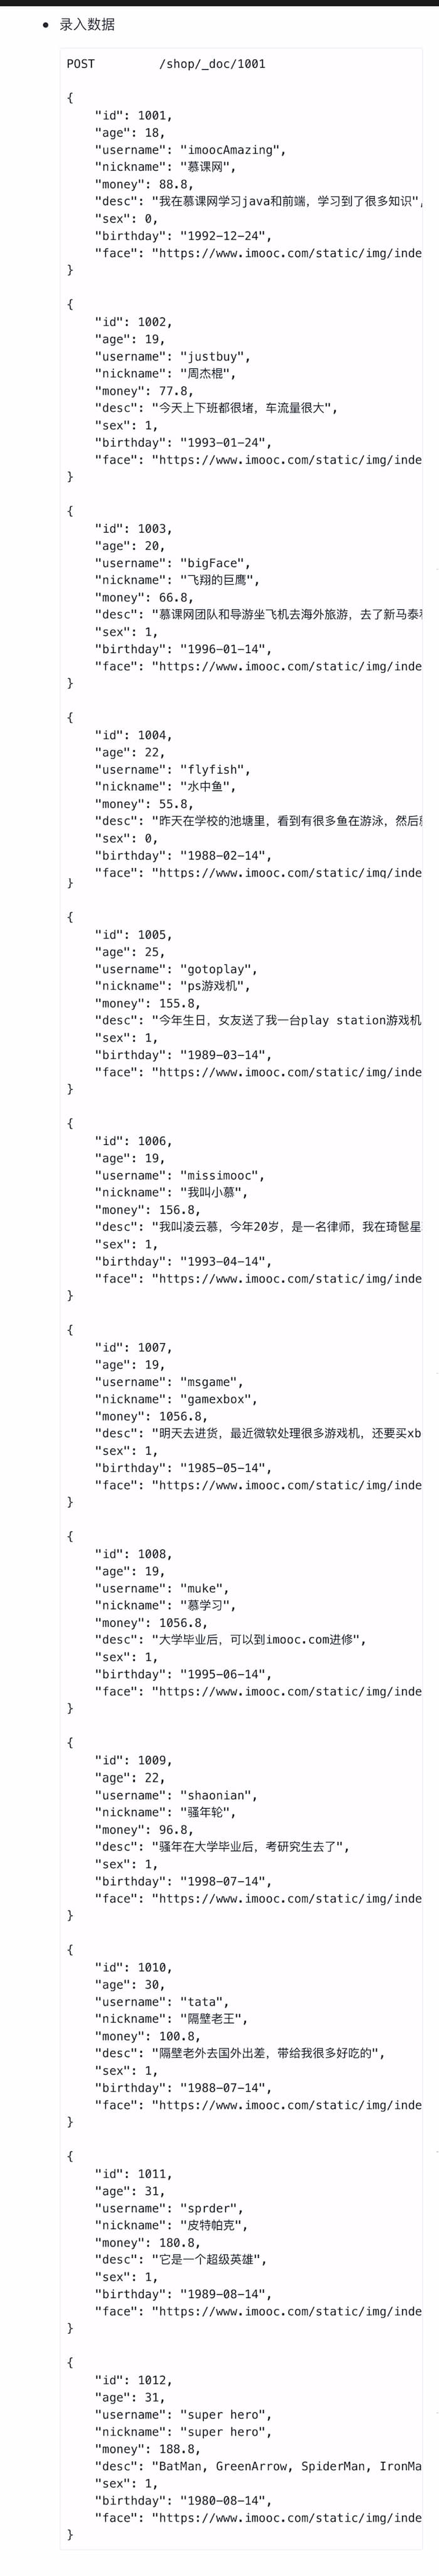 录入数据
POST /shop/_doc/1001
{
"id": 1001,
"age": 18,
"username": "imoocAmazing",
"nickname": "慕课网",
"money": 88.8,
"desc": "我在慕课网学习java和前端，学习到了很多知识",
"sex": 0,
"birthday": "1992-12-24",
"face": "https://www.imooc.com/static/img/inde
}
{
"id": 1002,
"age": 19,
"username": "justbuy",
"nickname": "周杰棍",
"money": 77.8,
"desc": "今天上下班都很堵，车流量很大",
"sex": 1,
"birthday": "1993-01-24",
"face": "https://www.imooc.com/static/img/inde
}
{
"id": 1003,
"age": 20,
"username": "bigFace",
"nickname": "飞翔的巨鹰",
"money": 66.8,
"desc": "慕课网团队和导游坐飞机去海外旅游，去了新马泰
"sex": 1,
"birthday": "1996-01-14",
"face": "https://www.imooc.com/static/img/inde
}
{
"id": 1004,
"age": 22,
"username": "flyfish",
"nickname": "水中鱼",
"money": 55.8,
"desc": "昨天在学校的池塘里，看到有很多鱼在游泳，然后
"sex": 0,
"birthday": "1988-02-14",
"face": "https://www.imooc.com/static/img/inde
}
{
"id": 1005,
"age": 25,
"username": "gotoplay",
"nickname": "ps游戏机",
"money": 155.8,
"desc": "今年生日，女友送了我一台play station游戏机
"sex": 1,
"birthday": "1989-03-14",
"face": "https://www.imooc.com/static/img/inde
}
{
"id": 1006,
"age": 19,
"username": "missimooc",
"nickname": "我叫小慕",
"money": 156.8,
"desc": "我叫凌云慕，今年20岁，是一名律师，我在琦䯲星
"sex": 1,
"birthday": "1993-04-14",
"face": "https://www.imooc.com/static/img/inde
}
{
"id": 1007,
"age": 19,
"username": "msgame",
"nickname": "gamexbox",
"money": 1056.8,
"desc": "明天去进货，最近微软处理很多游戏机，还要买xb
"sex": 1,
"birthday": "1985-05-14",
"face": "https://www.imooc.com/static/img/inde
}
{
"id": 1008,
"age": 19,
"username": "muke",
"nickname": "慕学习",
"money": 1056.8,
"desc": "大学毕业后，可以到imooc.com进修",
"sex": 1,
"birthday": "1995-06-14",
"face": "https://www.imooc.com/static/img/inde
}
{
"id": 1009,
"age": 22,
"username": "shaonian",
"nickname": "骚年轮",
"money": 96.8,
"desc": "骚年在大学毕业后，考研究生去了",
"sex": 1,
"birthday": "1998-07-14",
"face": "https://www.imooc.com/static/img/inde
}
{
"id": 1010,
"age": 30,
"username": "tata",
"nickname": "隔壁老王",
"money": 100.8,
"desc": "隔壁老外去国外出差，带给我很多好吃的",
"sex": 1,
"birthday": "1988-07-14",
"face": "https://www.imooc.com/static/img/inde
}
{
"id": 1011,
"age": 31,
"username": "sprder",
"nickname": "皮特帕克",
"money": 180.8,
"desc": "它是一个超级英雄",
"sex": 1,
"birthday": "1989-08-14",
"face": "https://www.imooc.com/static/img/inde
}
{
"id": 1012,
"age": 31,
"username": "super hero",
"nickname": "super hero",
"money": 188.8,
"desc": "BatMan, GreenArrow, SpiderMan, IronMa
"sex": 1,
"birthday": "1980-08-14",
"face": "https://www.imooc.com/static/img/inde
}